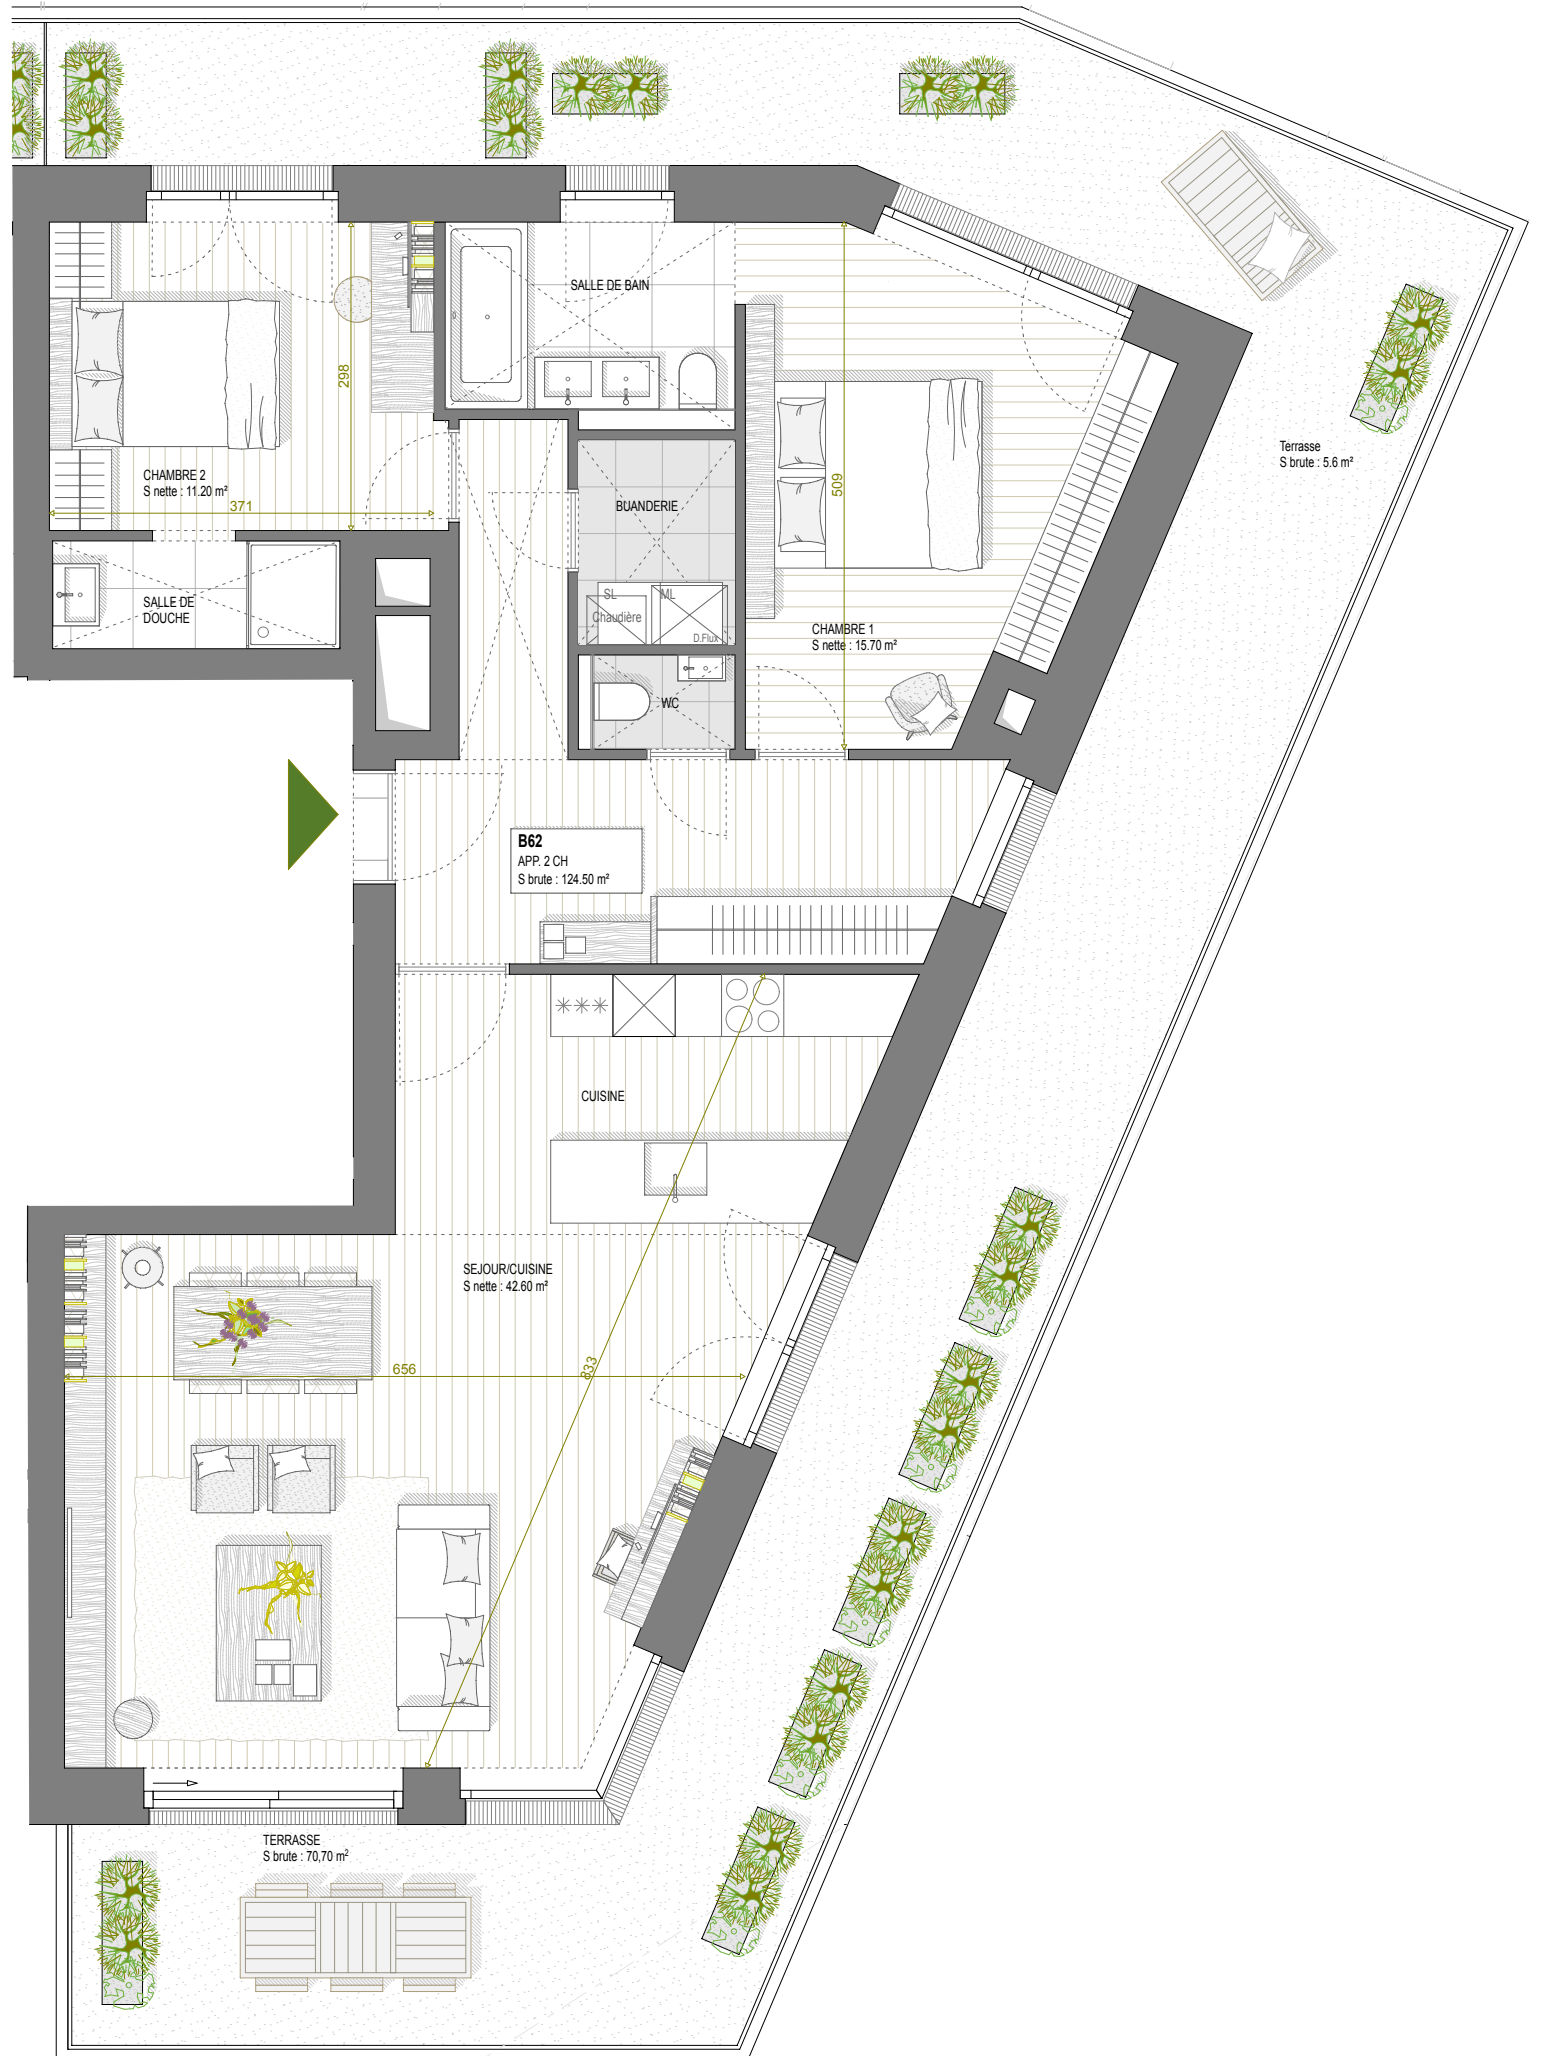 SALLE DE BAIN
298
CHAMBRE 2
S nette : 11.20 m²
371
Terrasse
S brute : 5.6 m²
509
BUANDERIE
SL
ML
Chaudière
D.Flux
SALLE DE
DOUCHE
CHAMBRE 1
S nette : 15.70 m²
WC
B62
APP. 2 CH
S brute : 124.50 m²
CUISINE
SEJOUR/CUISINE
S nette : 42.60 m²
656
833
TERRASSE
S brute : 70,70 m²